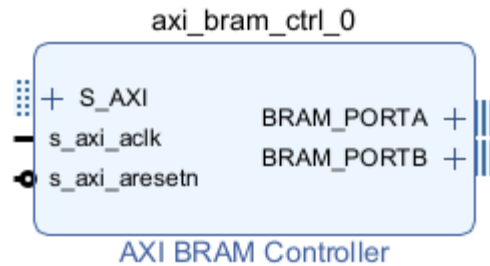 axi_bram_ctrl_0
S_AXI
s_axi_aclk
s_axi_aresetn
BRAM_PORTA
BRAM_PORTB
AXI BRAM Controller